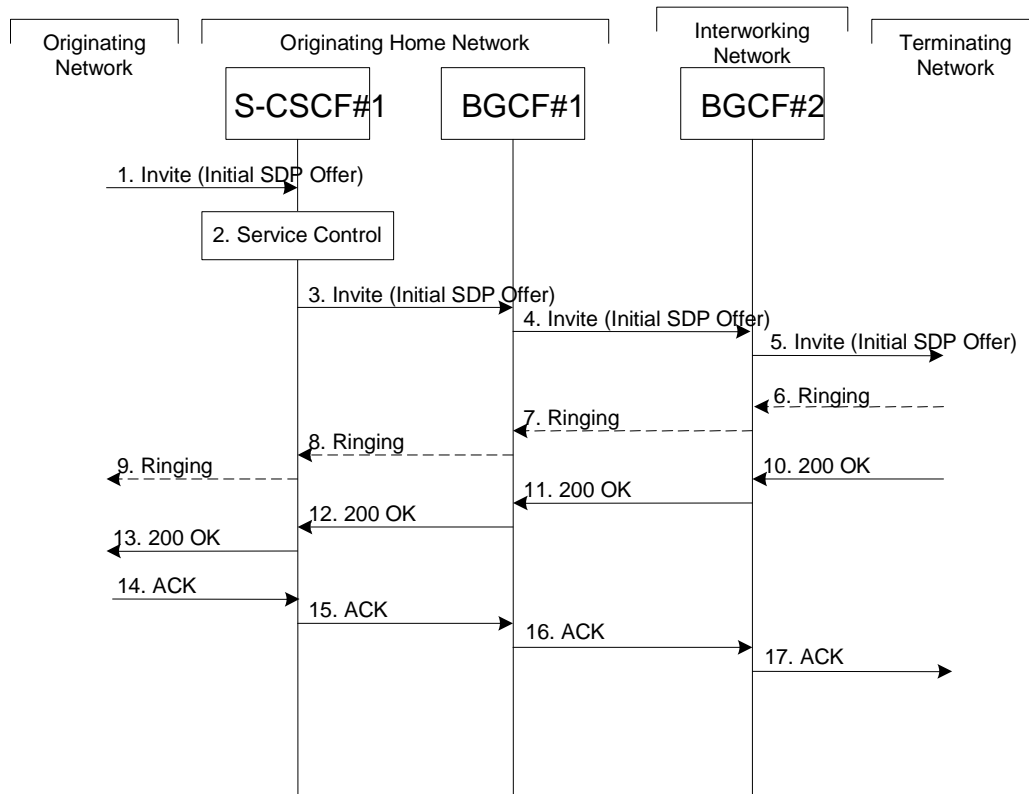 Originating
Network
Originating Home Network
Interworking
Network
Terminating
Network
S-CSCF#1
BGCF#1
BGCF#2
1. Invite (Initial SDP Offer)
2. Service Control
3. Invite (Initial SDP Offer)
4. Invite (Initial SDP Offer)
5. Invite (Initial SDP Offer)
6. Ringing
7. Ringing
8. Ringing
9. Ringing
10. 200 OK
11. 200 OK
12. 200 OK
13. 200 OK
14. ACK
15. ACK
16. ACK
17. ACK